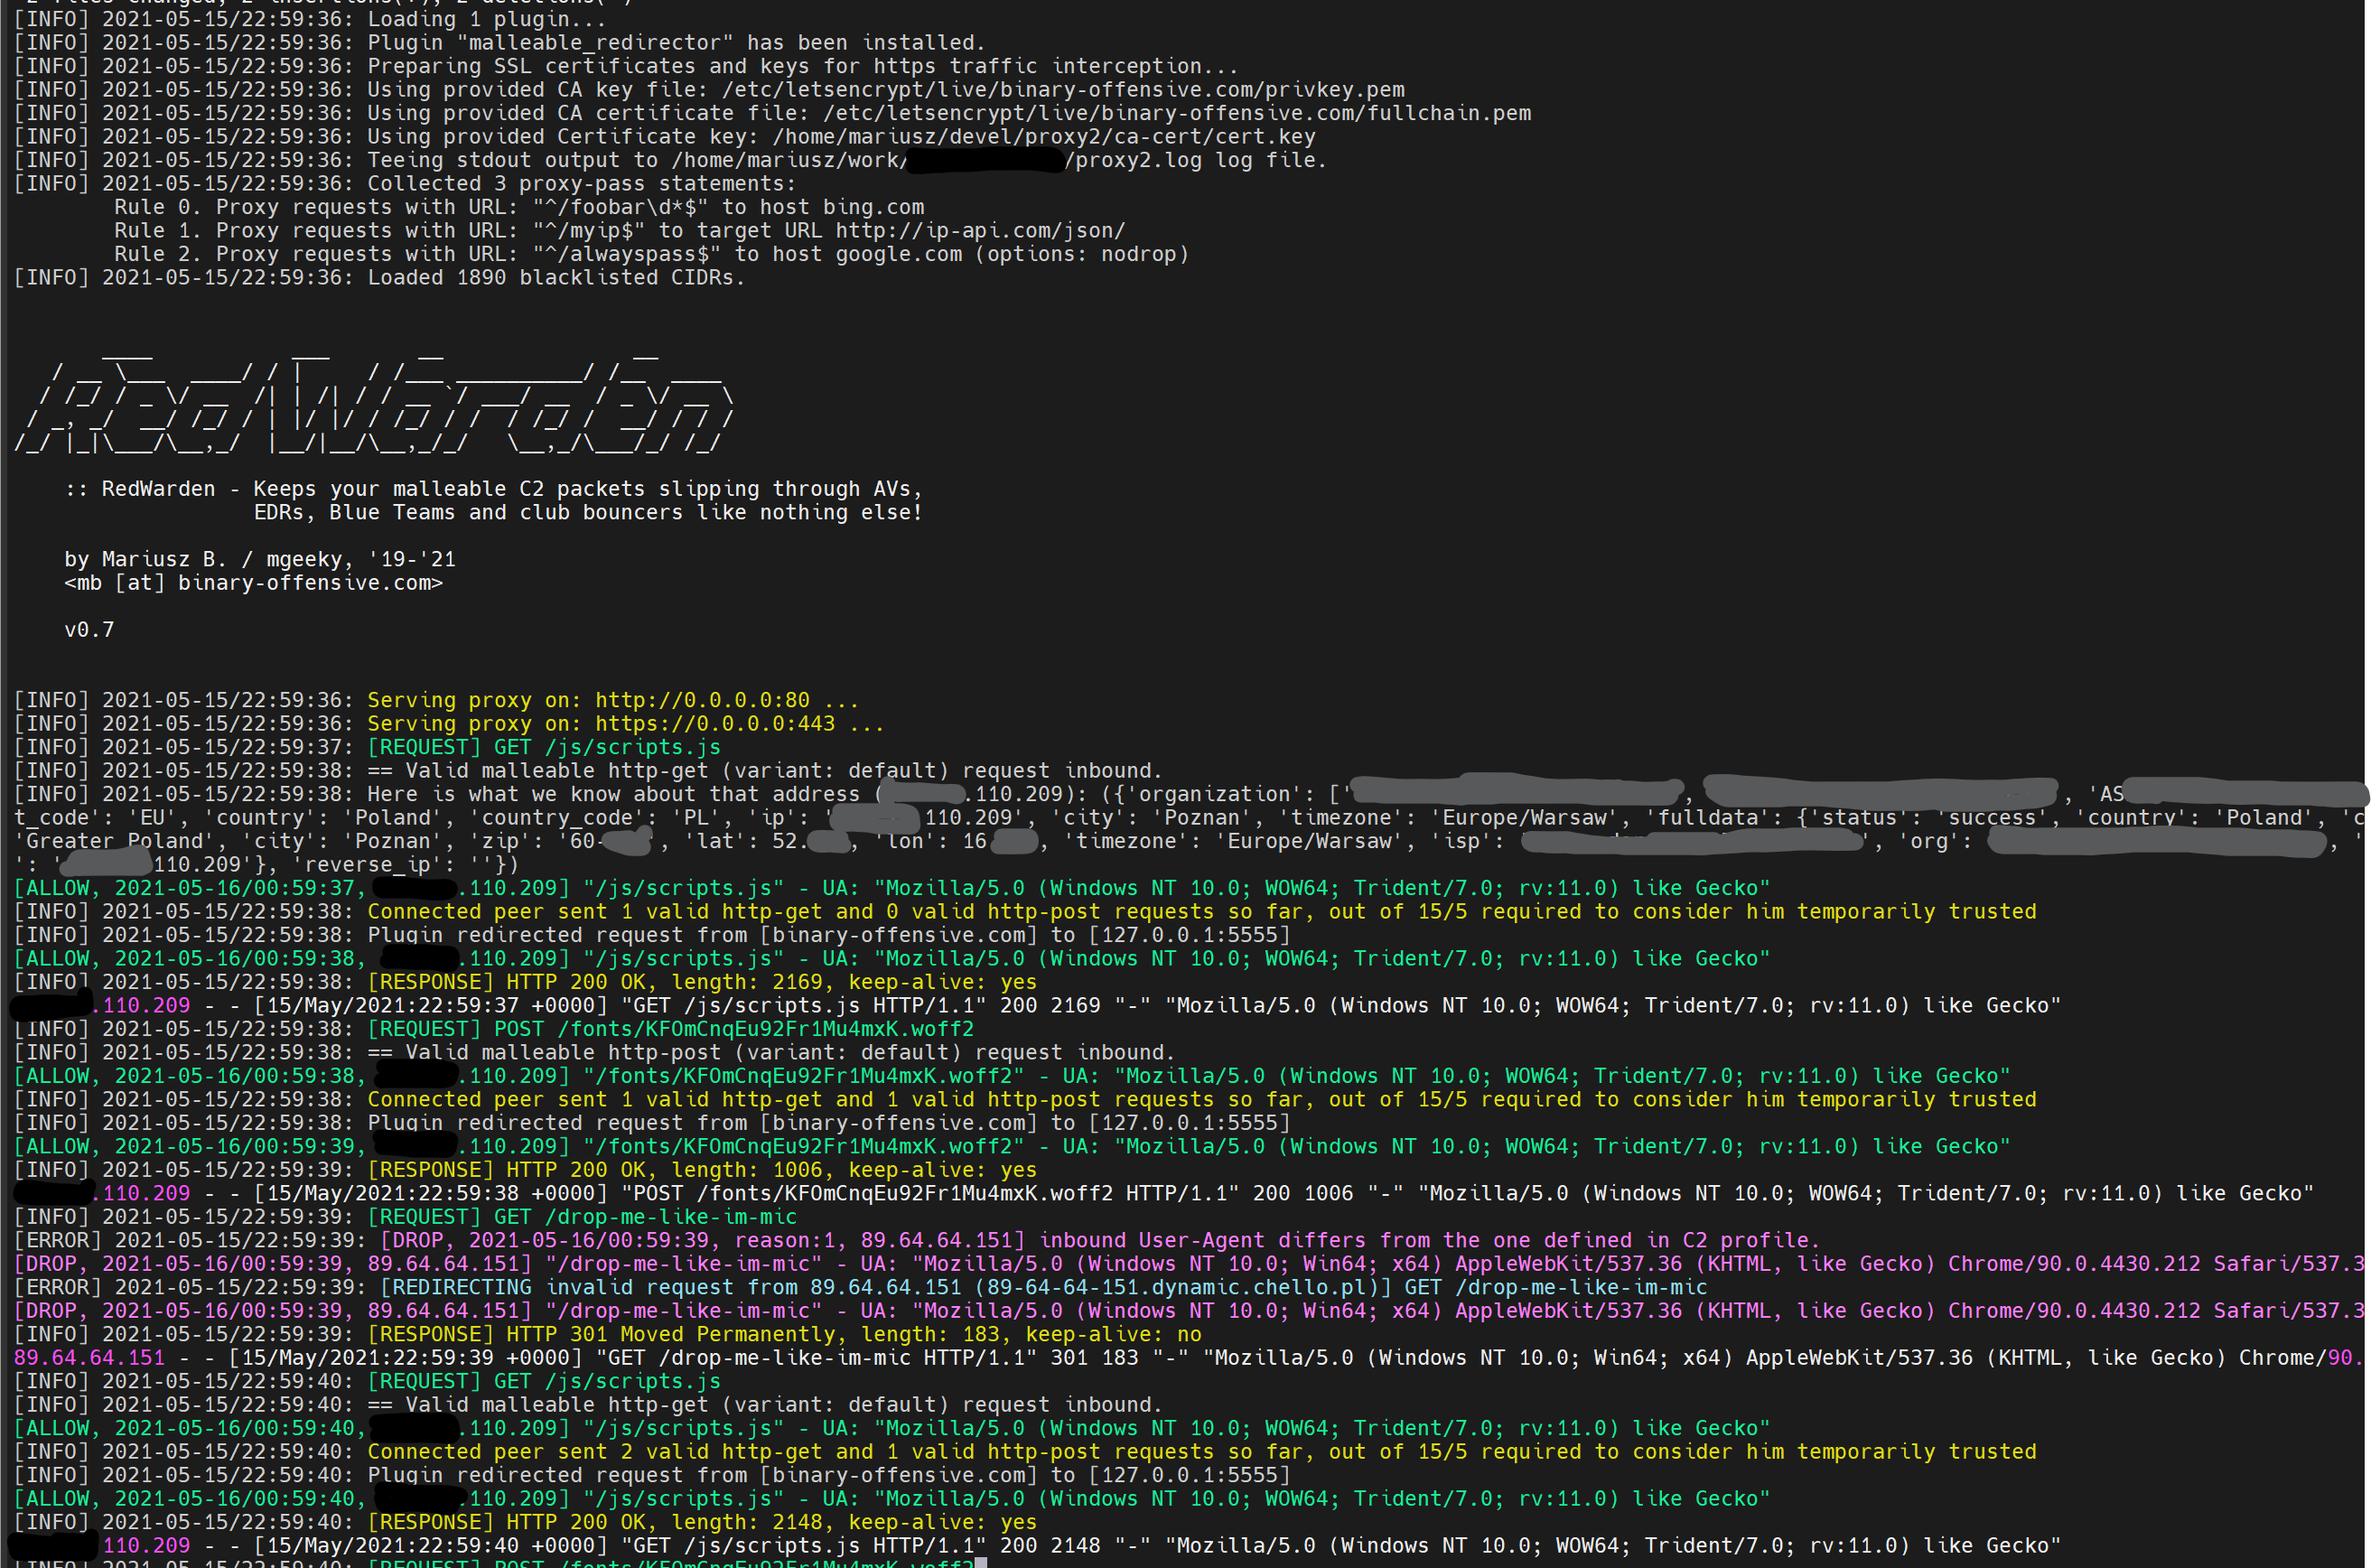 [INFO] 2021-05-15/22:59:36: Loading 1 plugin...
[INFO] 2021-05-15/22:59:36: Plugin "malleable_redirector" has been installed.
[INFO] 2021-05-15/22:59:36: Preparing SSL certificates and keys for https traffic interception...
[INFO] 2021-05-15/22:59:36: Using provided CA key file: /etc/letsencrypt/live/binary-offensive.com/privkey.pem
[INFO] 2021-05-15/22:59:36: Using provided CA certificate file: /etc/letsencrypt/live/binary-offensive.com/fullchain.pem
[INFO] 2021-05-15/22:59:36: Using provided Certificate key: /home/mariusz/devel/proxy2/ca-cert/cert.key
[INFO] 2021-05-15/22:59:36: Teeing stdout output to /home/mariusz/work/ /proxy2.log log file.
[INFO] 2021-05-15/22:59:36: Collected 3 proxy-pass statements:
Rule 0. Proxy requests with URL: "^/foobar\d*$" to host bing.com
Rule 1. Proxy requests with URL: "^/myip$" to target URL http://ip-api.com/json/
Rule 2. Proxy requests with URL: "^/alwayspass$" to host google.com (options: nodrop)
[INFO] 2021-05-15/22:59:36: Loaded 1890 blacklisted CIDRs.
RedWarden
:: RedWarden - Keeps your malleable C2 packets slipping through AVs,
EDRs, Blue Teams and club bouncers like nothing else!
by Mariusz B. / mgeeky, '19-'21
<mb [at] binary-offensive.com>
v0.7
[INFO] 2021-05-15/22:59:36: Serving proxy on: http://0.0.0.0:80 ...
[INFO] 2021-05-15/22:59:36: Serving proxy on: https://0.0.0.0:443 ...
[INFO] 2021-05-15/22:59:37: [REQUEST] GET /js/scripts.js
[INFO] 2021-05-15/22:59:38: == Valid malleable http-get (variant: default) request inbound.
[INFO] 2021-05-15/22:59:38: Here is what we know about that address ( .110.209): ({'organization': [' , , 'AS
t_code': 'EU', 'country': 'Poland', 'country_code': 'PL', 'ip': ' 110.209', 'city': 'Poznan', 'timezone': 'Europe/Warsaw', 'fulldata': {'status': 'success', 'country': 'Poland', 'c
'Greater Poland', 'city': 'Poznan', 'zip': '60- ', 'lat': 52. , 'lon': 16 , 'timezone': 'Europe/Warsaw', 'isp': ' ', 'org': , '
': ' 110.209'}, 'reverse_ip': ''})
[ALLOW, 2021-05-16/00:59:37, .110.209] "/js/scripts.js" - UA: "Mozilla/5.0 (Windows NT 10.0; WOW64; Trident/7.0; rv:11.0) like Gecko"
[INFO] 2021-05-15/22:59:38: Connected peer sent 1 valid http-get and 0 valid http-post requests so far, out of 15/5 required to consider him temporarily trusted
[INFO] 2021-05-15/22:59:38: Plugin redirected request from [binary-offensive.com] to [127.0.0.1:5555]
[ALLOW, 2021-05-16/00:59:38, .110.209] "/js/scripts.js" - UA: "Mozilla/5.0 (Windows NT 10.0; WOW64; Trident/7.0; rv:11.0) like Gecko"
[INFO] 2021-05-15/22:59:38: [RESPONSE] HTTP 200 OK, length: 2169, keep-alive: yes
.110.209 - - [15/May/2021:22:59:37 +0000] "GET /js/scripts.js HTTP/1.1" 200 2169 "-" "Mozilla/5.0 (Windows NT 10.0; WOW64; Trident/7.0; rv:11.0) like Gecko"
[INFO] 2021-05-15/22:59:38: [REQUEST] POST /fonts/KFOmCnqEu92Fr1Mu4mxK.woff2
[INFO] 2021-05-15/22:59:38: == Valid malleable http-post (variant: default) request inbound.
[ALLOW, 2021-05-16/00:59:38, .110.209] "/fonts/KFOmCnqEu92Fr1Mu4mxK.woff2" - UA: "Mozilla/5.0 (Windows NT 10.0; WOW64; Trident/7.0; rv:11.0) like Gecko"
[INFO] 2021-05-15/22:59:38: Connected peer sent 1 valid http-get and 1 valid http-post requests so far, out of 15/5 required to consider him temporarily trusted
[INFO] 2021-05-15/22:59:38: Plugin redirected request from [binary-offensive.com] to [127.0.0.1:5555]
[ALLOW, 2021-05-16/00:59:39, .110.209] "/fonts/KFOmCnqEu92Fr1Mu4mxK.woff2" - UA: "Mozilla/5.0 (Windows NT 10.0; WOW64; Trident/7.0; rv:11.0) like Gecko"
[INFO] 2021-05-15/22:59:39: [RESPONSE] HTTP 200 OK, length: 1006, keep-alive: yes
.110.209 - - [15/May/2021:22:59:38 +0000] "POST /fonts/KFOmCnqEu92Fr1Mu4mxK.woff2 HTTP/1.1" 200 1006 "-" "Mozilla/5.0 (Windows NT 10.0; WOW64; Trident/7.0; rv:11.0) like Gecko"
[INFO] 2021-05-15/22:59:39: [REQUEST] GET /drop-me-like-im-mic
[ERROR] 2021-05-15/22:59:39: [DROP, 2021-05-16/00:59:39, reason:1, 89.64.64.151] inbound User-Agent differs from the one defined in C2 profile.
[DROP, 2021-05-16/00:59:39, 89.64.64.151] "/drop-me-like-im-mic" - UA: "Mozilla/5.0 (Windows NT 10.0; Win64; x64) AppleWebKit/537.36 (KHTML, like Gecko) Chrome/90.0.4430.212 Safari/537.3
[ERROR] 2021-05-15/22:59:39: [REDIRECTING invalid request from 89.64.64.151 (89-64-64-151.dynamic.chello.pl)] GET /drop-me-like-im-mic
[DROP, 2021-05-16/00:59:39, 89.64.64.151] "/drop-me-like-im-mic" - UA: "Mozilla/5.0 (Windows NT 10.0; Win64; x64) AppleWebKit/537.36 (KHTML, like Gecko) Chrome/90.0.4430.212 Safari/537.3
[INFO] 2021-05-15/22:59:39: [RESPONSE] HTTP 301 Moved Permanently, length: 183, keep-alive: no
89.64.64.151 - - [15/May/2021:22:59:39 +0000] "GET /drop-me-like-im-mic HTTP/1.1" 301 183 "-" "Mozilla/5.0 (Windows NT 10.0; Win64; x64) AppleWebKit/537.36 (KHTML, like Gecko) Chrome/90.
[INFO] 2021-05-15/22:59:40: [REQUEST] GET /js/scripts.js
[INFO] 2021-05-15/22:59:40: == Valid malleable http-get (variant: default) request inbound.
[ALLOW, 2021-05-16/00:59:40, .110.209] "/js/scripts.js" - UA: "Mozilla/5.0 (Windows NT 10.0; WOW64; Trident/7.0; rv:11.0) like Gecko"
[INFO] 2021-05-15/22:59:40: Connected peer sent 2 valid http-get and 1 valid http-post requests so far, out of 15/5 required to consider him temporarily trusted
[INFO] 2021-05-15/22:59:40: Plugin redirected request from [binary-offensive.com] to [127.0.0.1:5555]
[ALLOW, 2021-05-16/00:59:40, .110.209] "/js/scripts.js" - UA: "Mozilla/5.0 (Windows NT 10.0; WOW64; Trident/7.0; rv:11.0) like Gecko"
[INFO] 2021-05-15/22:59:40: [RESPONSE] HTTP 200 OK, length: 2148, keep-alive: yes
110.209 - - [15/May/2021:22:59:40 +0000] "GET /js/scripts.js HTTP/1.1" 200 2148 "-" "Mozilla/5.0 (Windows NT 10.0; WOW64; Trident/7.0; rv:11.0) like Gecko"
[INFO] 2021-05-15/22:59:40: [REQUEST] POST /fonts/KFOmCnqEu92Fr1Mu4mxK.woff2